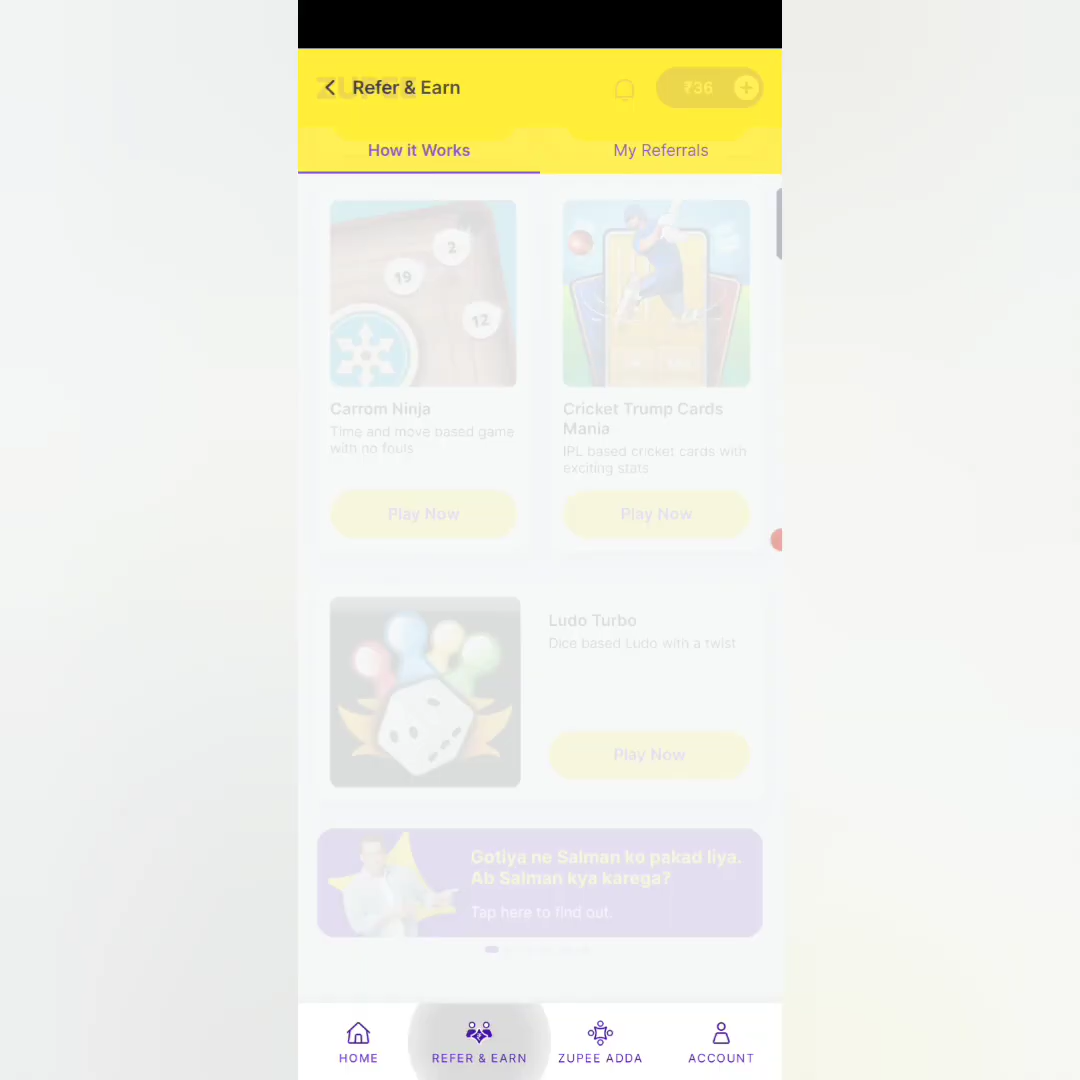 ZUPEE
Refer & Earn
₹36
How it Works
My Referrals
2
19
12
Carrom Ninja
Time and move based game
with no fouls
Play Now
Cricket Trump Cards
Mania
IPL based cricket cards with
exciting stats
Play Now
Ludo Turbo
Dice based Ludo with a twist
Play Now
Gotiya ne Salman ko pakad liya.
Ab Salman kya karega?
Tap here to find out.
HOME
REFER & EARN
ZUPEE ADDA
ACCOUNT